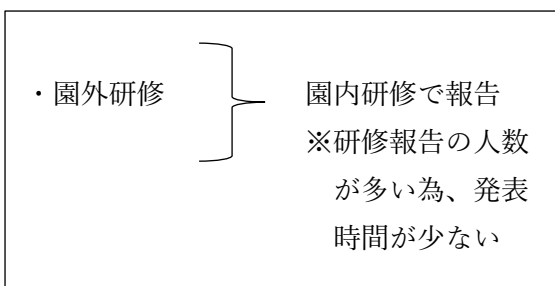 ・園外研修
園内研修で報告
※研修報告の人数
が多い為、発表
時間が少ない